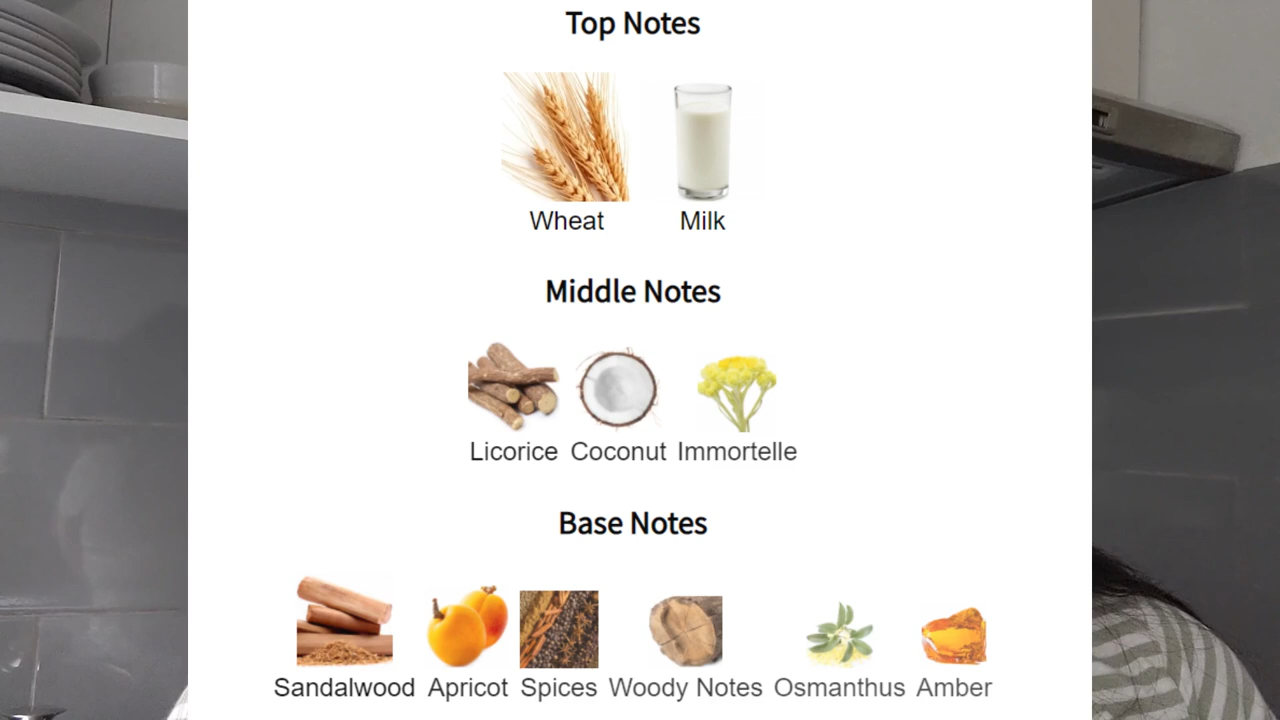 Top Notes
Wheat Milk
Middle Notes
Licorice Coconut Immortelle
Base Notes
Sandalwood Apricot Spices Woody Notes Osmanthus Amber